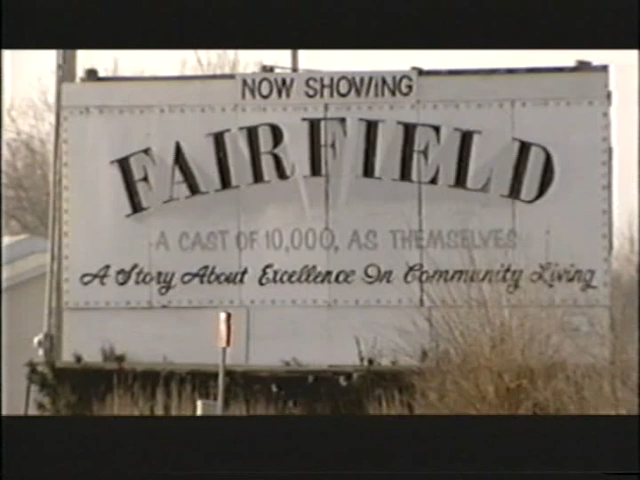 NOW SHOWING
FAIRFIELD
A CAST OF 10,000, AS THEMSELVES
A Story About Excellence In Community Living